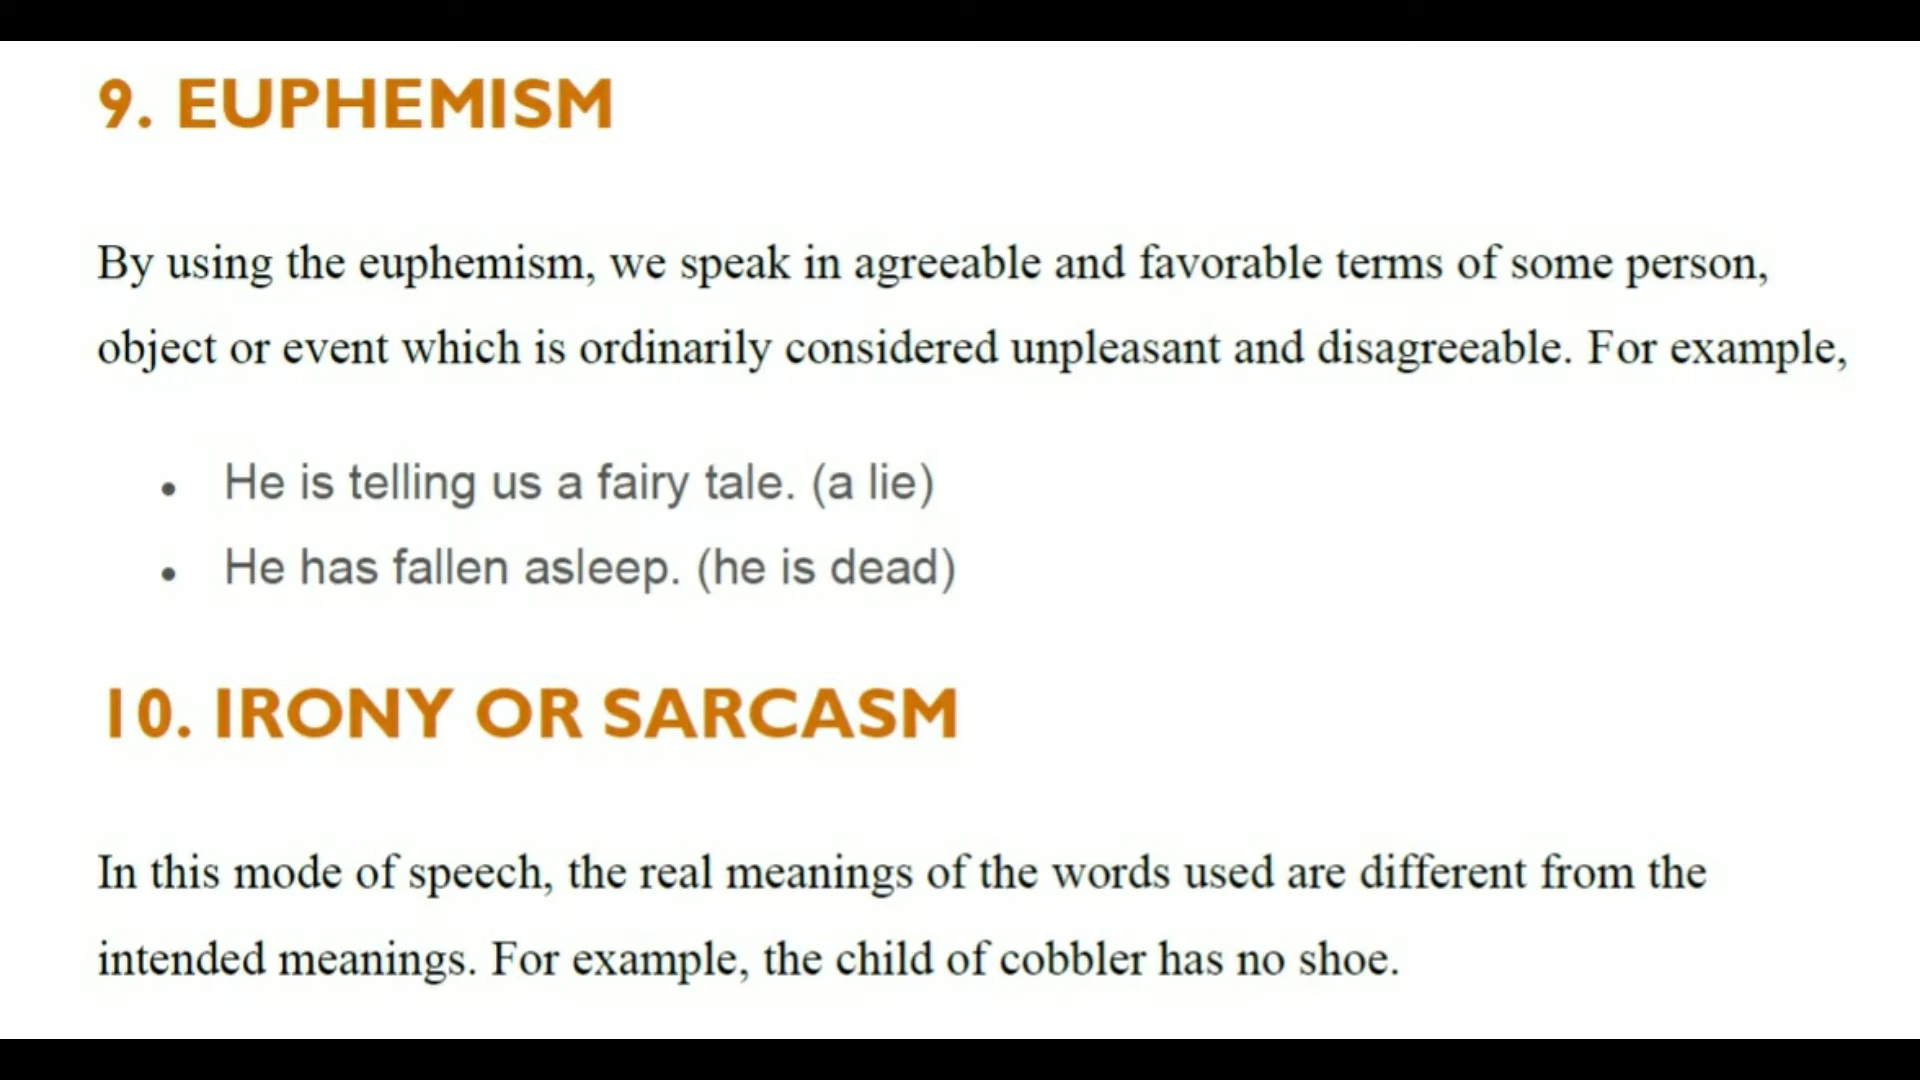 9. EUPHEMISM
By using the euphemism, we speak in agreeable and favorable terms of some person,
object or event which is ordinarily considered unpleasant and disagreeable. For example,
• He is telling us a fairy tale. (a lie)
• He has fallen asleep. (he is dead)
10. IRONY OR SARCASM
In this mode of speech, the real meanings of the words used are different from the
intended meanings. For example, the child of cobbler has no shoe.